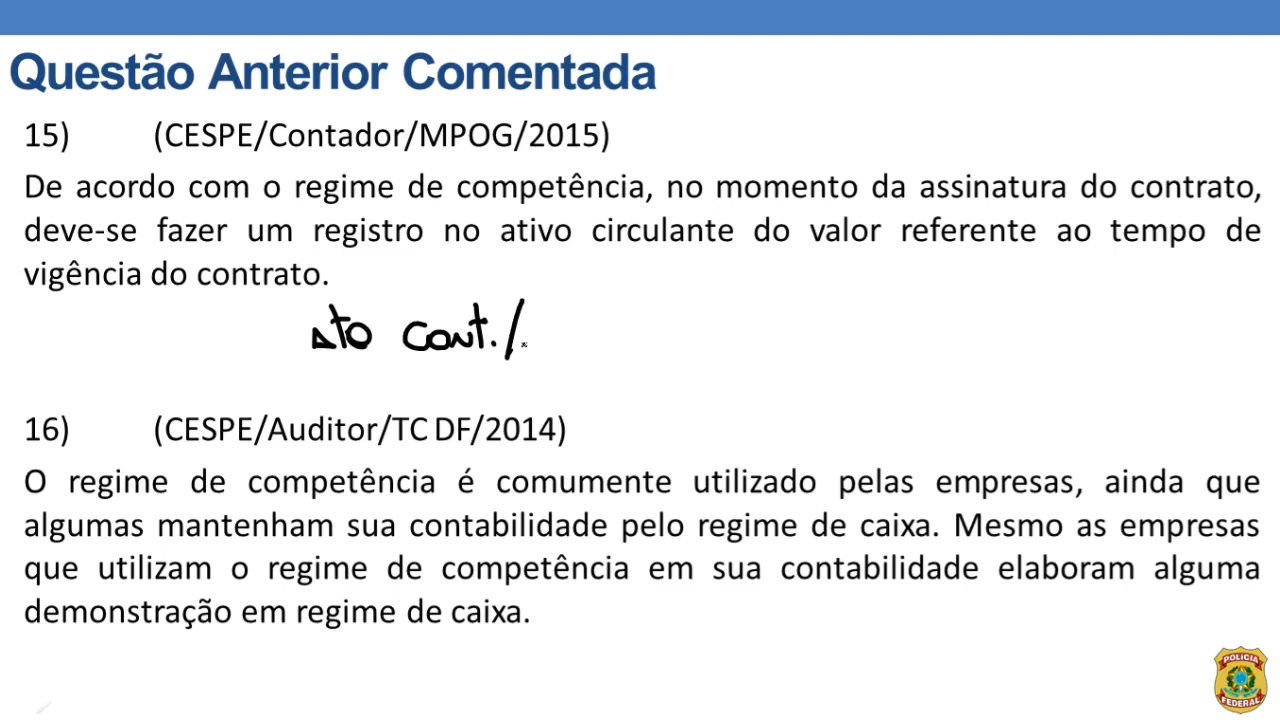 Questão Anterior Comentada
15) (CESPE/Contador/MPOG/2015)
De acordo com o regime de competência, no momento da assinatura do contrato,
deve-se fazer um registro no ativo circulante do valor referente ao tempo de
vigência do contrato.
Ato cont./
16) (CESPE/Auditor/TC DF/2014)
O regime de competência é comumente utilizado pelas empresas, ainda que
algumas mantenham sua contabilidade pelo regime de caixa. Mesmo as empresas
que utilizam o regime de competência em sua contabilidade elaboram alguma
demonstração em regime de caixa.
POLÍCIA
FEDERAL